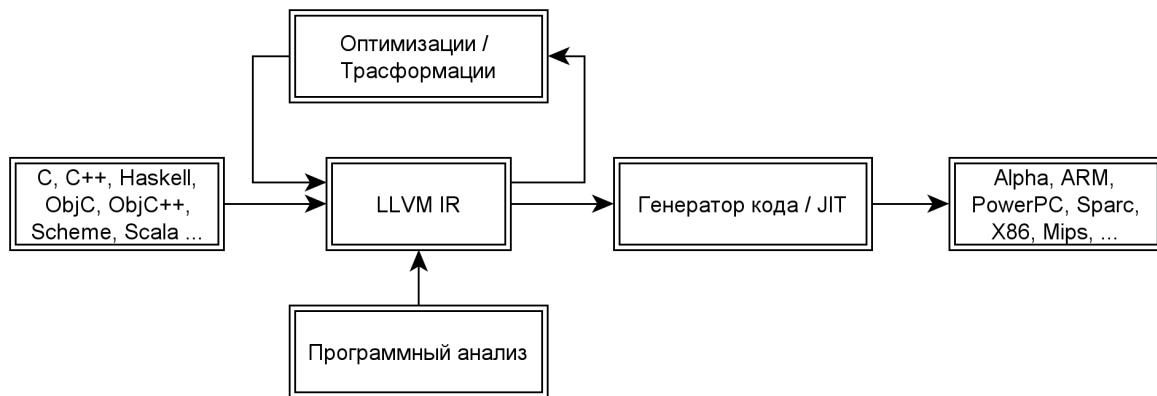 Оптимизации /
Трасформации
C, C++, Haskell,
ObjC, ObjC++,
Scheme, Scala ...
LLVM IR
Генератор кода / JIT
Alpha, ARM,
PowerPC, Sparc,
X86, Mips, ...
Программный анализ